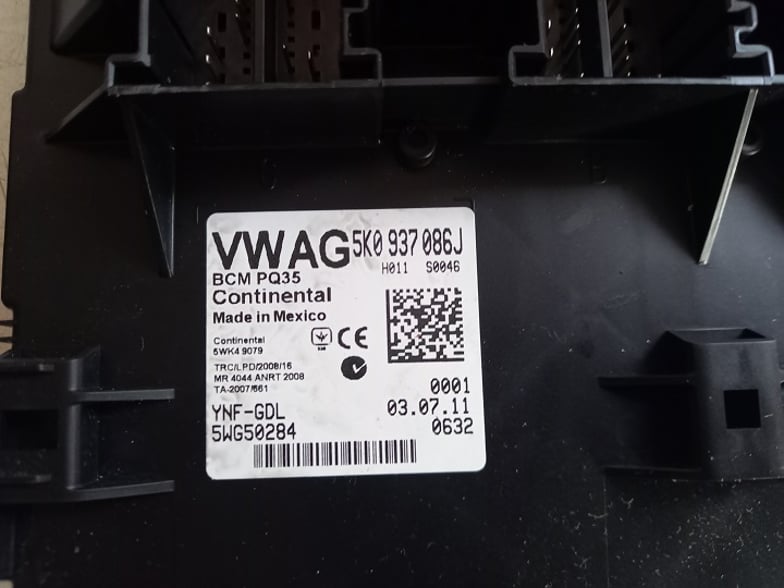 VWAG 5K0 937 086J
H011 S0046
BCM PQ35
Continental
Made in Mexico
Continental
5WK4 9079
TRC/LPD/2008/16
MR 4044 ANRT 2008
TA-2007/661
0001
YNF-GDL 03.07.11
5WG50284 0632